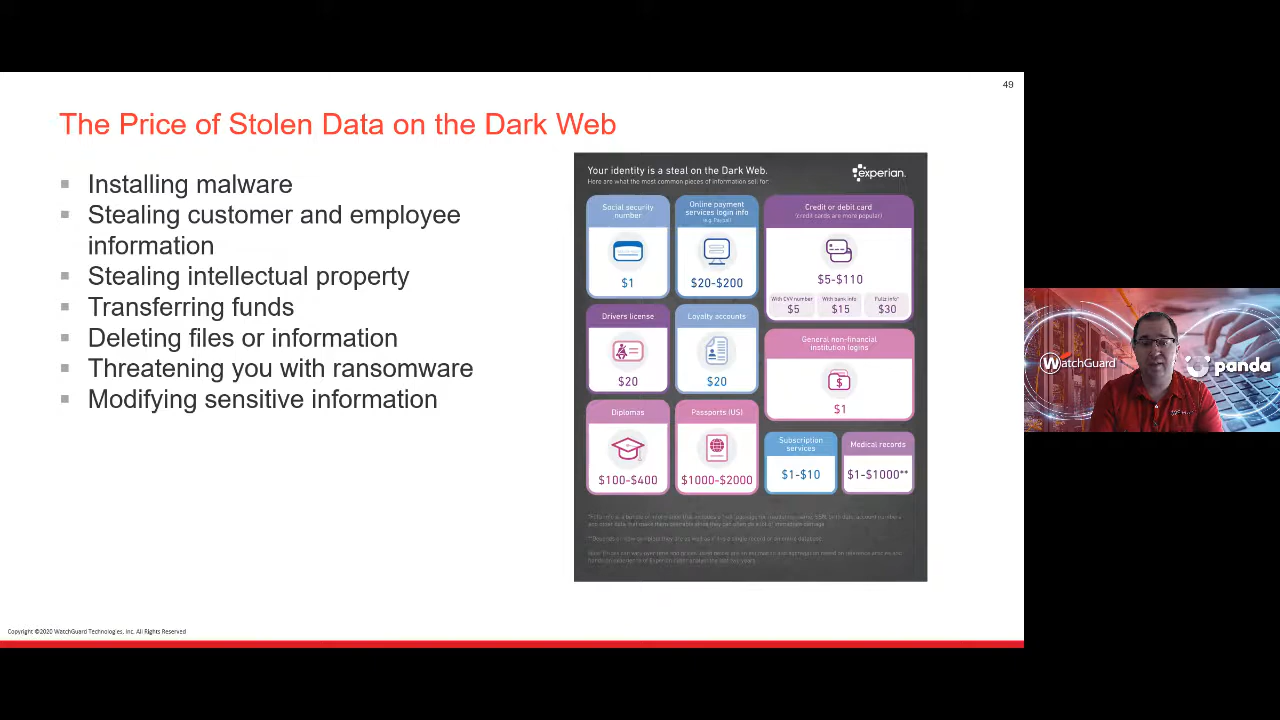 49
The Price of Stolen Data on the Dark Web
Installing malware
Stealing customer and employee
information
Stealing intellectual property
Transferring funds
Deleting files or information
Threatening you with ransomware
Modifying sensitive information
Your identity is a steal on the Dark Web.
Here are what the most common pieces of information sell for:
experian.
Social security
number
$1
Online payment
services login info
(e.g. Paypal)
$20-$200
Credit or debit card
(credit cards are more popular)
$5-$110
With CVV number
$5
With bank info
$15
Fullz info*
$30
Drivers license
$20
Loyalty accounts
$20
General non-financial
institution logins
$1
Diplomas
$100-$400
Passports (US)
$1000-$2000
Subscription
services
$1-$10
Medical records
$1-$1000**
WatchGuard
panda
Copyright ©2020 WatchGuard Technologies, Inc. All Rights Reserved